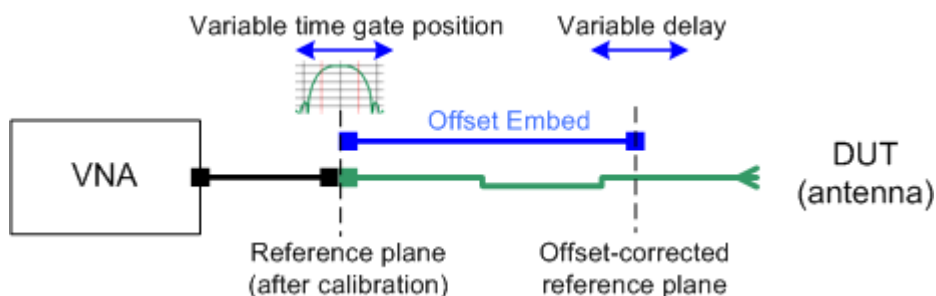 Variable time gate position
Variable delay
Offset Embed
VNA
DUT
(antenna)
Reference plane
(after calibration)
Offset-corrected
reference plane